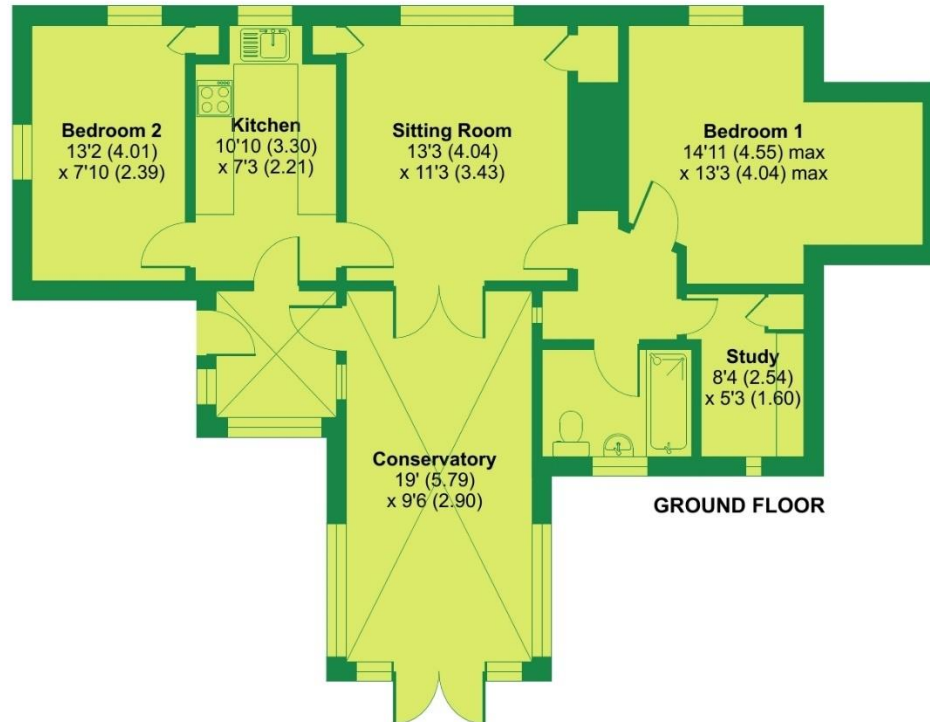 Bedroom 2
13'2 (4.01)
x 7'10 (2.39)
Kitchen
10'10 (3.30)
x 7'3 (2.21)
Sitting Room
13'3 (4.04)
x 11'3 (3.43)
Bedroom 1
14'11 (4.55) max
x 13'3 (4.04) max
Study
8'4 (2.54)
x 5'3 (1.60)
Conservatory
19' (5.79)
x 9'6 (2.90)
GROUND FLOOR